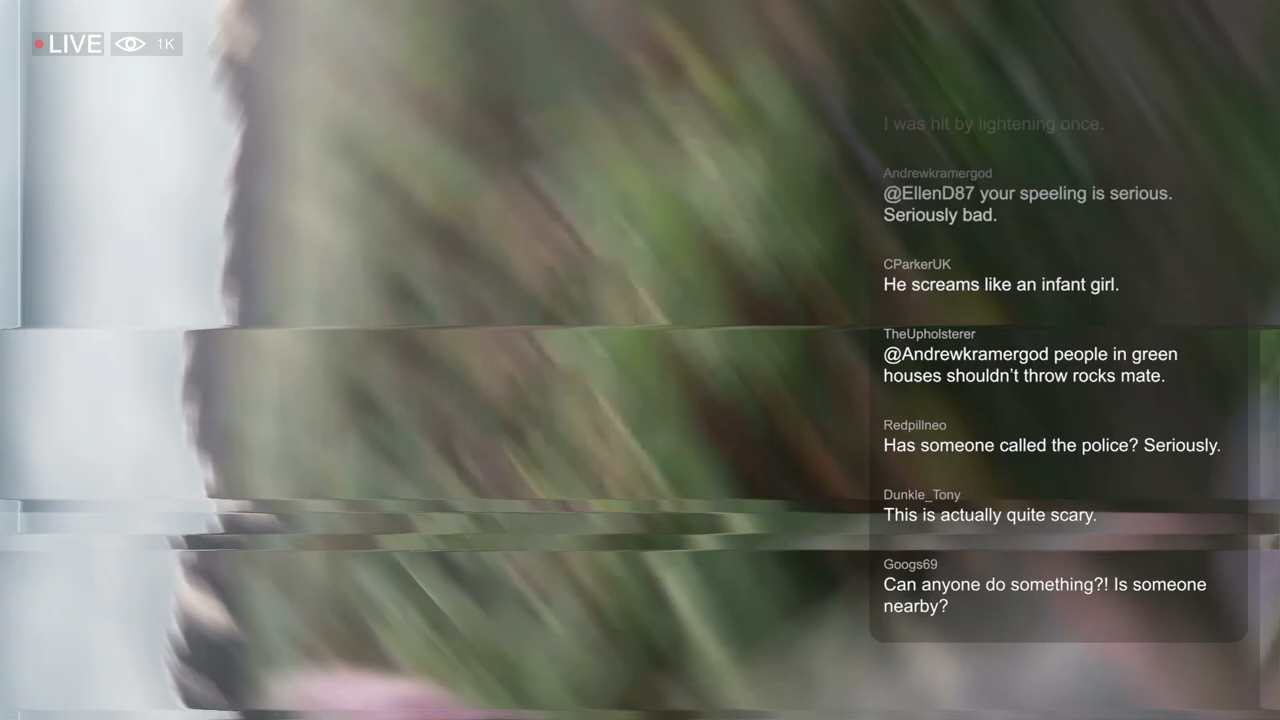 LIVE 1K
I was hit by lightening once.
Andrewkramergod
@EllenD87 your speeling is serious.
Seriously bad.
CParkerUK
He screams like an infant girl.
TheUpholsterer
@Andrewkramergod people in green
houses shouldn’t throw rocks mate.
Redpillneo
Has someone called the police? Seriously.
Dunkle_Tony
This is actually quite scary.
Googs69
Can anyone do something?! Is someone
nearby?